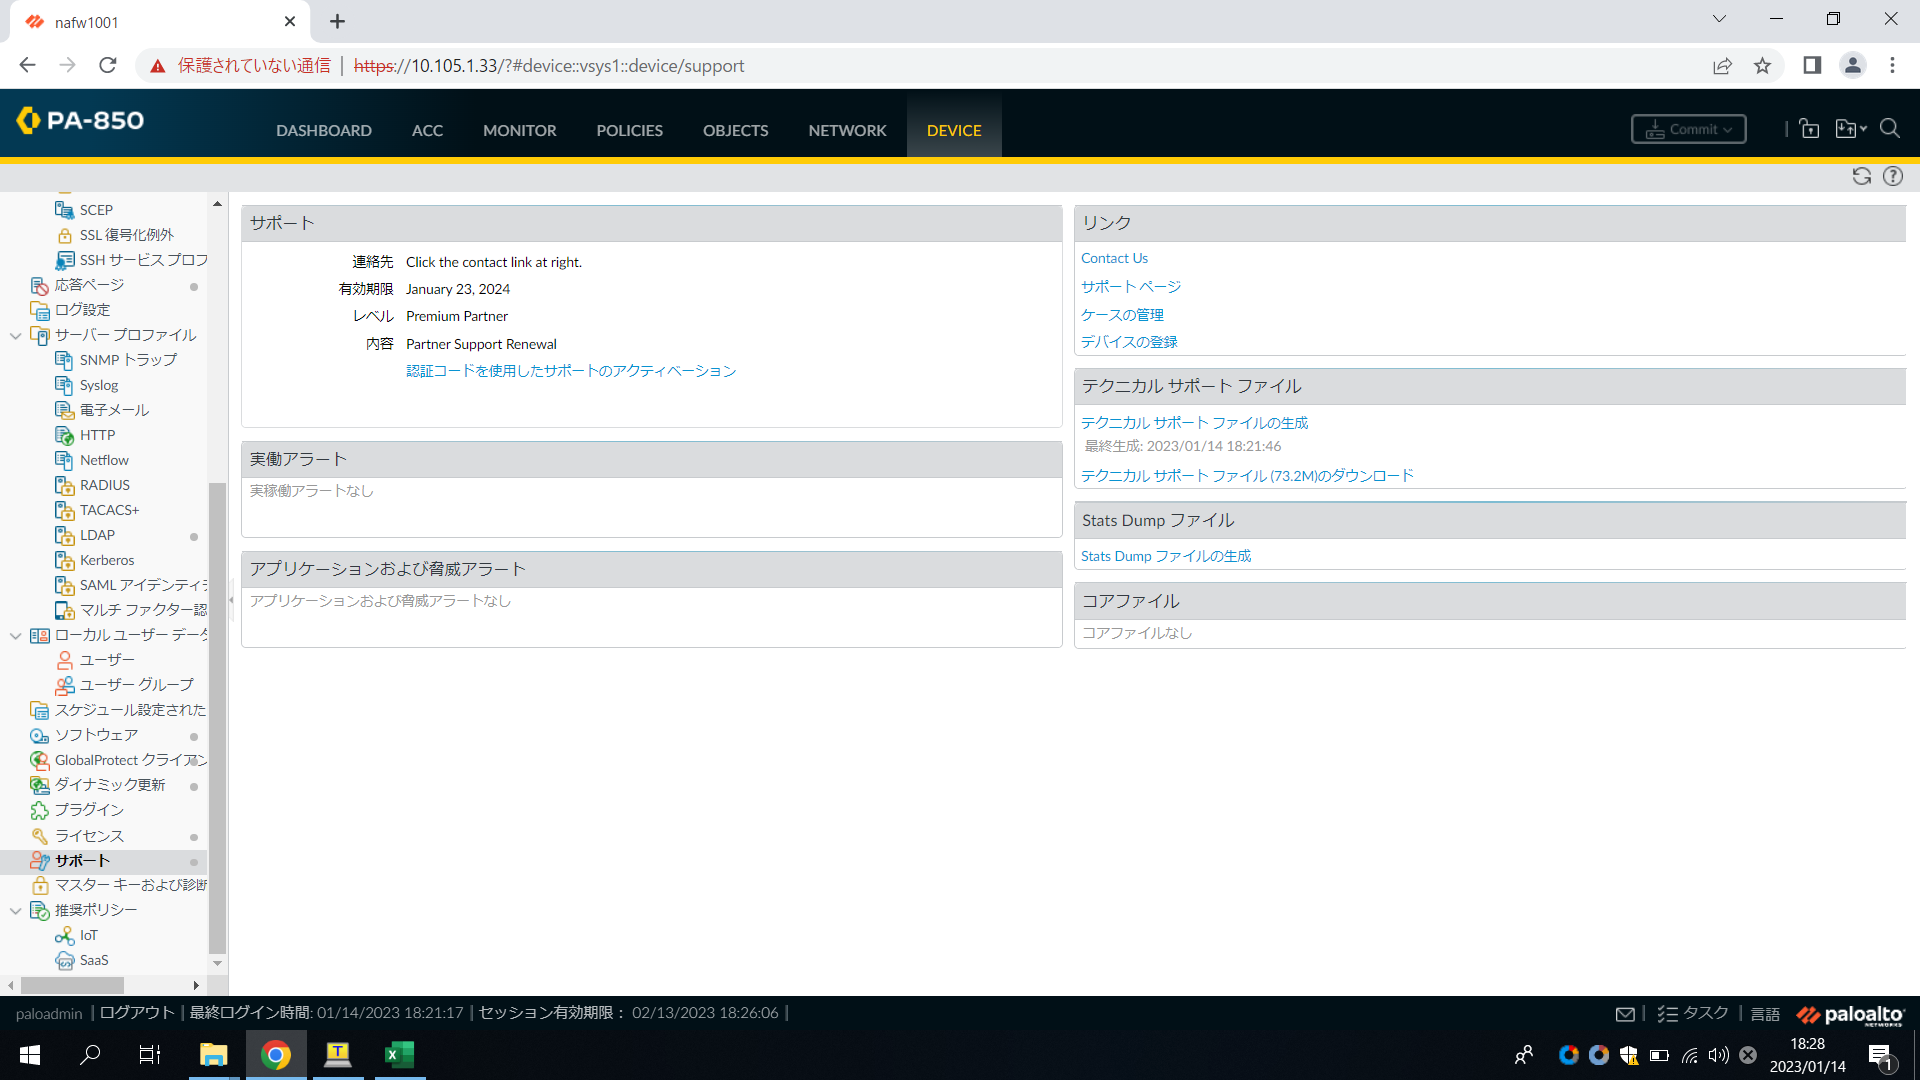 nafw1001
保護されていない通信 | https://10.105.1.33/?#device::vsys1::device/support
PA-850
DASHBOARD
ACC
MONITOR
POLICIES
OBJECTS
NETWORK
DEVICE
Commit
SCEP
SSL 復号化例外
SSH サービス プロフ
応答ページ
ログ設定
サーバー プロファイル
SNMP トラップ
Syslog
電子メール
HTTP
Netflow
RADIUS
TACACS+
LDAP
Kerberos
SAML アイデンティテ
マルチ ファクター認
ローカル ユーザー データ
ユーザー
ユーザー グループ
スケジュール設定された
ソフトウェア
GlobalProtect クライアン
ダイナミック更新
プラグイン
ライセンス
サポート
マスター キーおよび診断
推奨ポリシー
IoT
SaaS
サポート
連絡先 Click the contact link at right.
有効期限 January 23, 2024
レベル Premium Partner
内容 Partner Support Renewal
認証コードを使用したサポートのアクティベーション
実働アラート
実稼働アラートなし
アプリケーションおよび脅威アラート
アプリケーションおよび脅威アラートなし
リンク
Contact Us
サポート ページ
ケースの管理
デバイスの登録
テクニカル サポート ファイル
テクニカル サポート ファイルの生成
最終生成: 2023/01/14 18:21:46
テクニカル サポート ファイル (73.2M)のダウンロード
Stats Dump ファイル
Stats Dump ファイルの生成
コアファイル
コアファイルなし
paloadmin | ログアウト | 最終ログイン時間: 01/14/2023 18:21:17 | セッション有効期限： 02/13/2023 18:26:06 |
タスク | 言語
paloalto
NETWORKS
18:28
2023/01/14
1